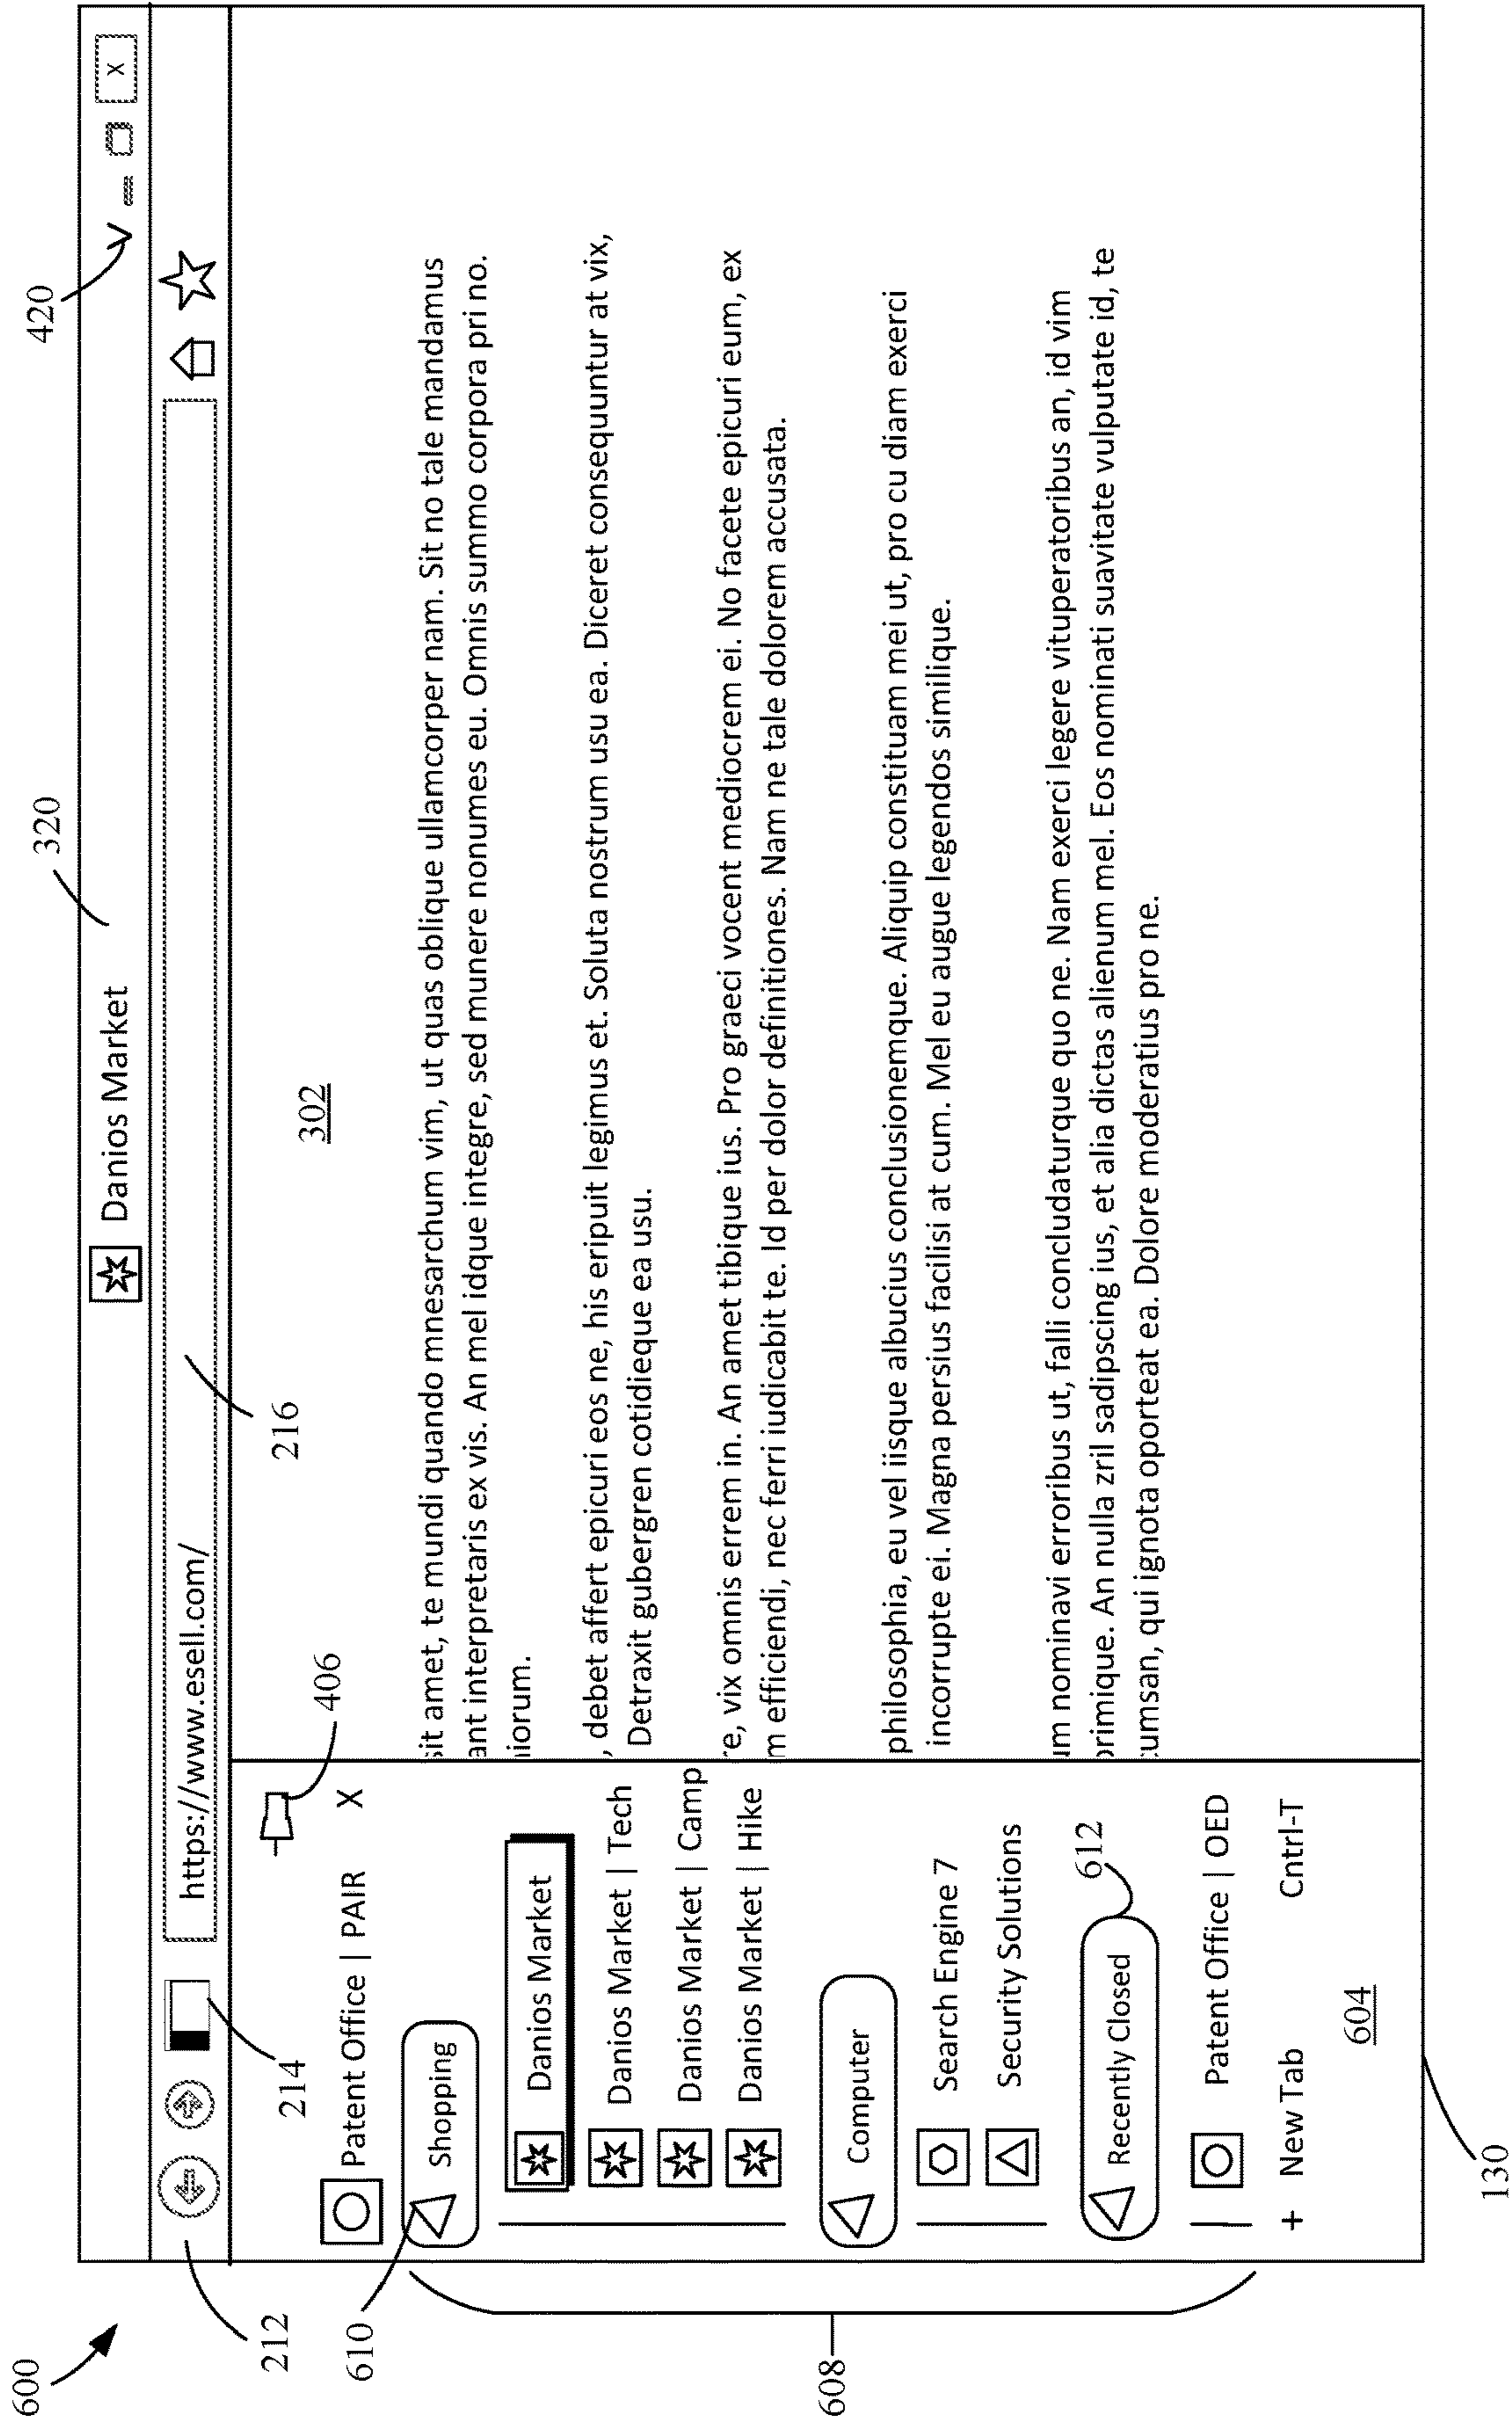 600
320
420
Danios Market
x
212
214
https://www.esell.com/
216
406
302
Patent Office | PAIR X
610
Shopping
Danios Market
Danios Market | Tech
Danios Market | Camp
Danios Market | Hike
Computer
Search Engine 7
Security Solutions
612
Recently Closed
Patent Office | OED
+ New Tab Cntrl-T
604
608
130
sit amet, te mundi quando mnesarchum vim, ut quas oblique ullamcorper nam. Sit no tale mandamus
ant interpretaris ex vis. An mel idque integre, sed munere nonumes eu. Omnis summo corpora pri no.
iorum.
, debet affert epicuri eos ne, his eripuit legimus et. Soluta nostrum usu ea. Diceret consequuntur at vix,
Detraxit gubergren cotidieque ea usu.
re, vix omnis errem in. An amet tibique ius. Pro graeci vocent mediocrem ei. No facete epicuri eum, ex
m efficiendi, nec ferri iudicabit te. Id per dolor definitiones. Nam ne tale dolorem accusata.
philosophia, eu vel iisque albucius conclusionemque. Aliquip constituam mei ut, pro cu diam exerci
incorrupte ei. Magna persius facilisi at cum. Mel eu augue legendos similique.
um nominavi erroribus ut, falli concludaturque quo ne. Nam exerci legere vituperatoribus an, id vim
primique. An nulla zril sadipscing ius, et alia dictas alienum mel. Eos nominati suavitate vulputate id, te
cumsan, qui ignota oporteat ea. Dolore moderatius pro ne.